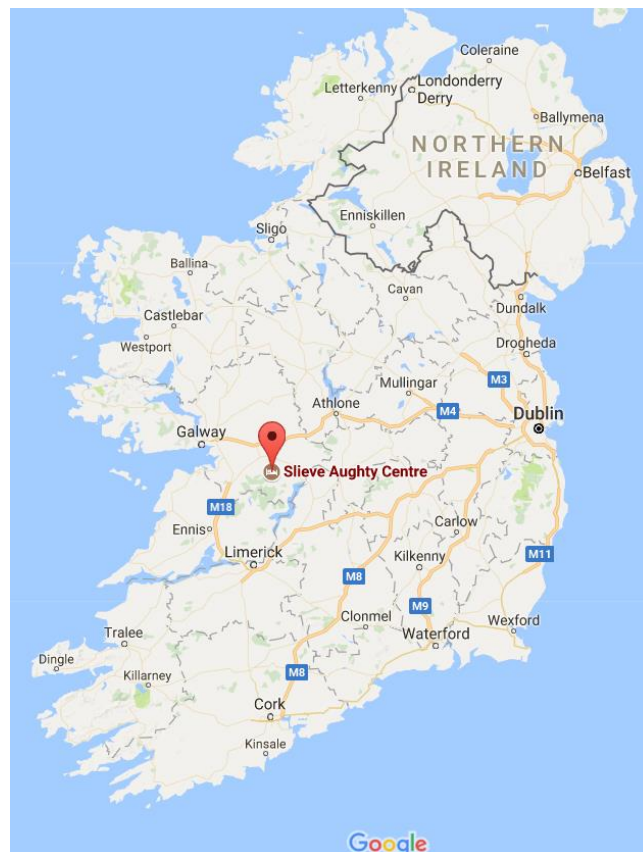 Coleraine
Letterkenny
Londonderry
Derry
Ballymena
NORTHERN
IRELAND
Belfast
Enniskillen
Sligo
Ballina
Cavan
Dundalk
Castlebar
Westport
Drogheda
M3
Mullingar
Athlone
M4
Dublin
Galway
Slieve Aughty Centre
M18
Ennis
Carlow
Limerick
M11
Kilkenny
M8
M9
Clonmel
Wexford
Tralee
Waterford
Dingle
M8
Killarney
Cork
Kinsale
Google